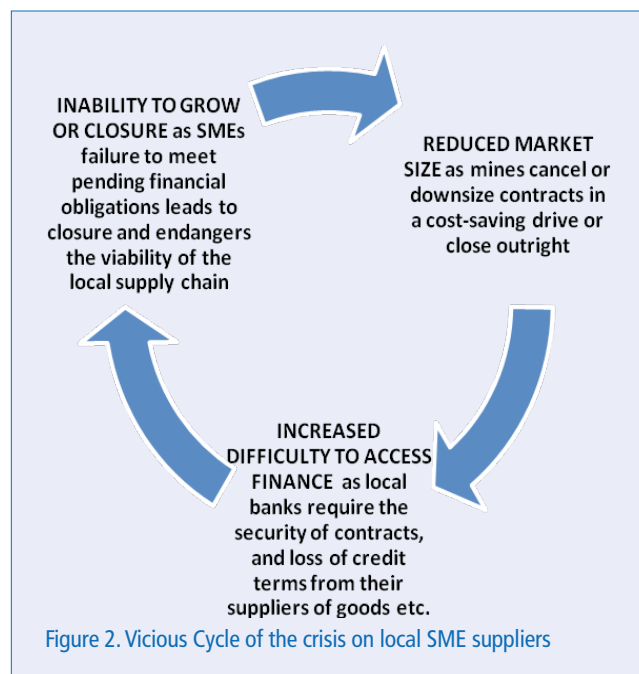 INABILITY TO GROW
OR CLOSURE as SMEs
failure to meet
pending financial
obligations leads to
closure and endangers
the viability of the
local supply chain
REDUCED MARKET
SIZE as mines cancel or
downsize contracts in
a cost-saving drive or
close outright
INCREASED
DIFFICULTY TO ACCESS
FINANCE as local
banks require the
security of contracts,
and loss of credit
terms from their
suppliers of goods etc.
Figure 2. Vicious Cycle of the crisis on local SME suppliers